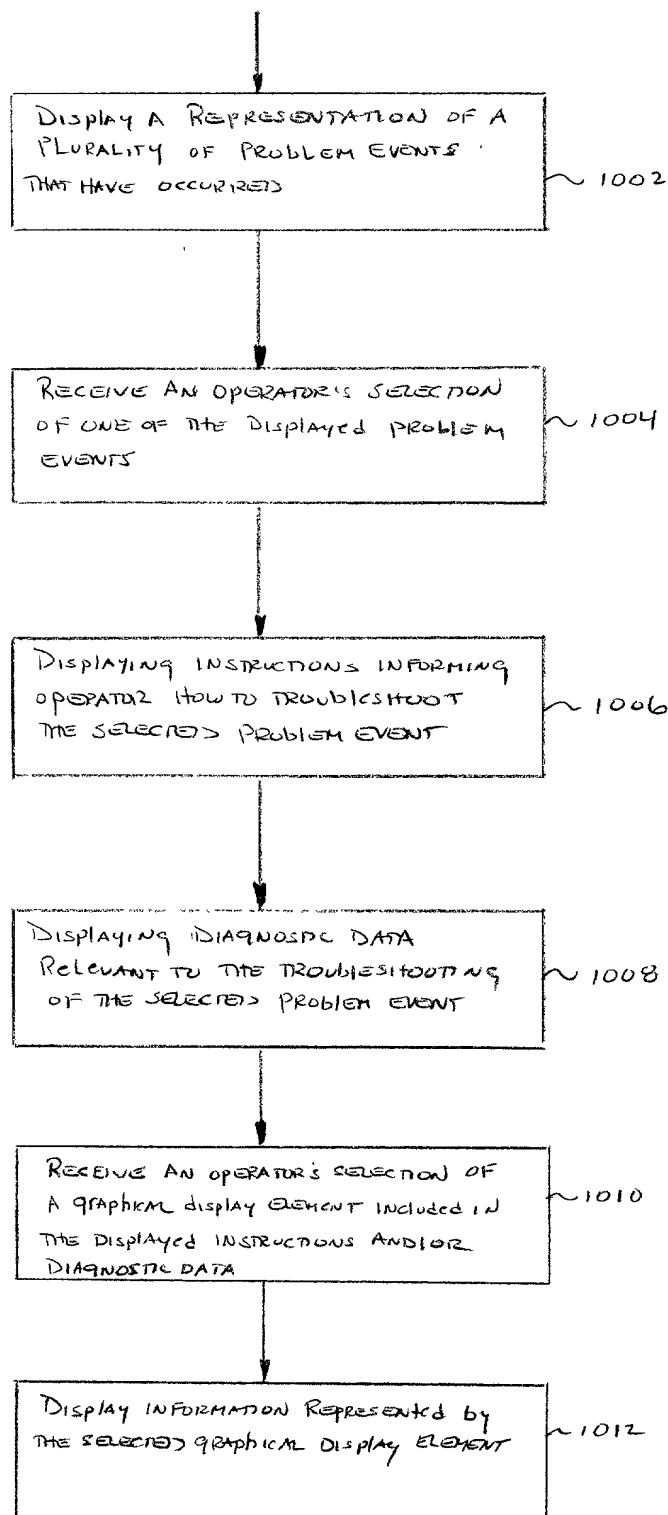 Display A Representation of a
Plurality of Problem Events
that have occurred
1002
Receive An operator's selection
of one of the Displayed problem
events
1004
Displaying instructions informing
operator how to troubleshoot
the selected problem event
1006
Displaying Diagnostic Data
Relevant to the troubleshooting
of the selected problem event
1008
Receive An operator's selection of
A graphical display element included in
the Displayed instructions and/or
Diagnostic data
1010
Display information Represented by
the selected graphical display element
1012